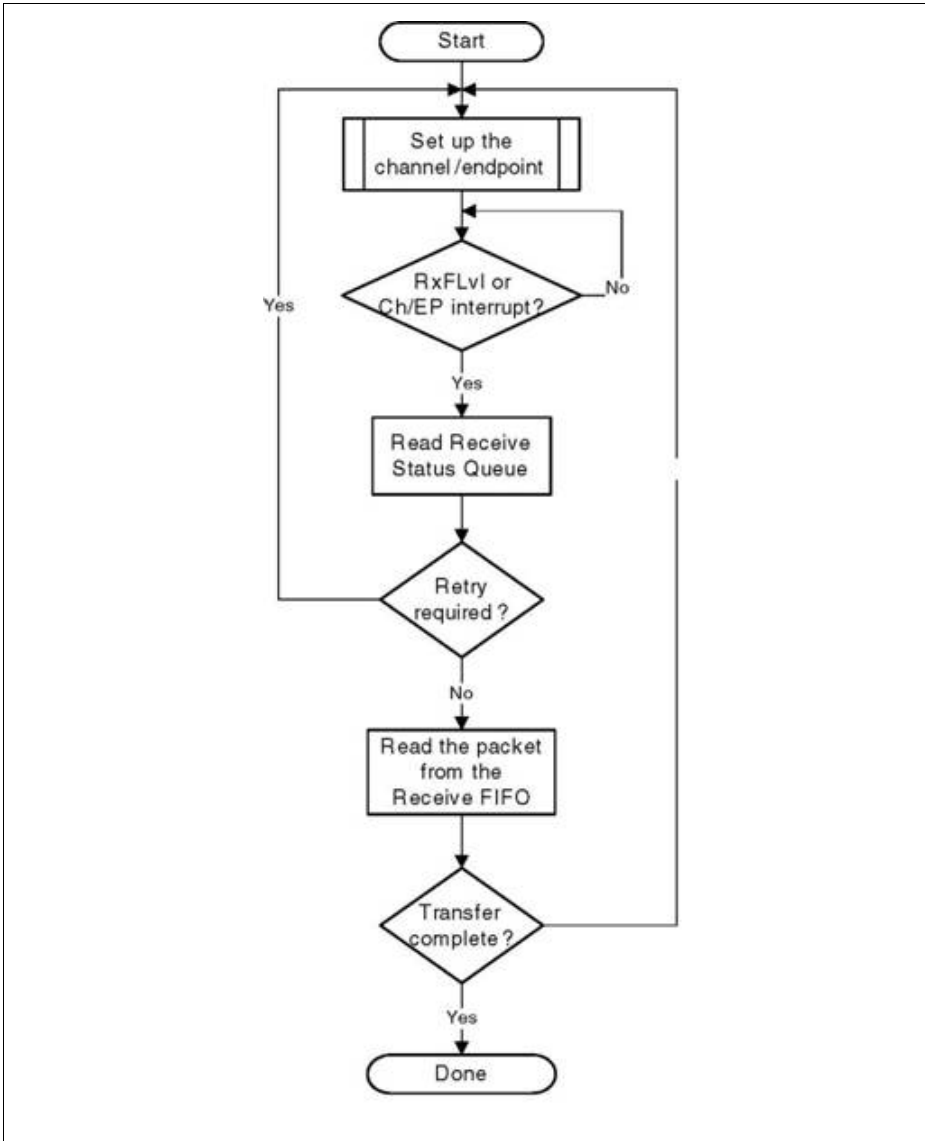 Start
Set up the
channel/endpoint
RxFLvl or
Ch/EP interrupt?
No
Yes
Yes
Read Receive
Status Queue
Retry
required ?
No
Read the packet
from the
Receive FIFO
Transfer
complete ?
Yes
Done